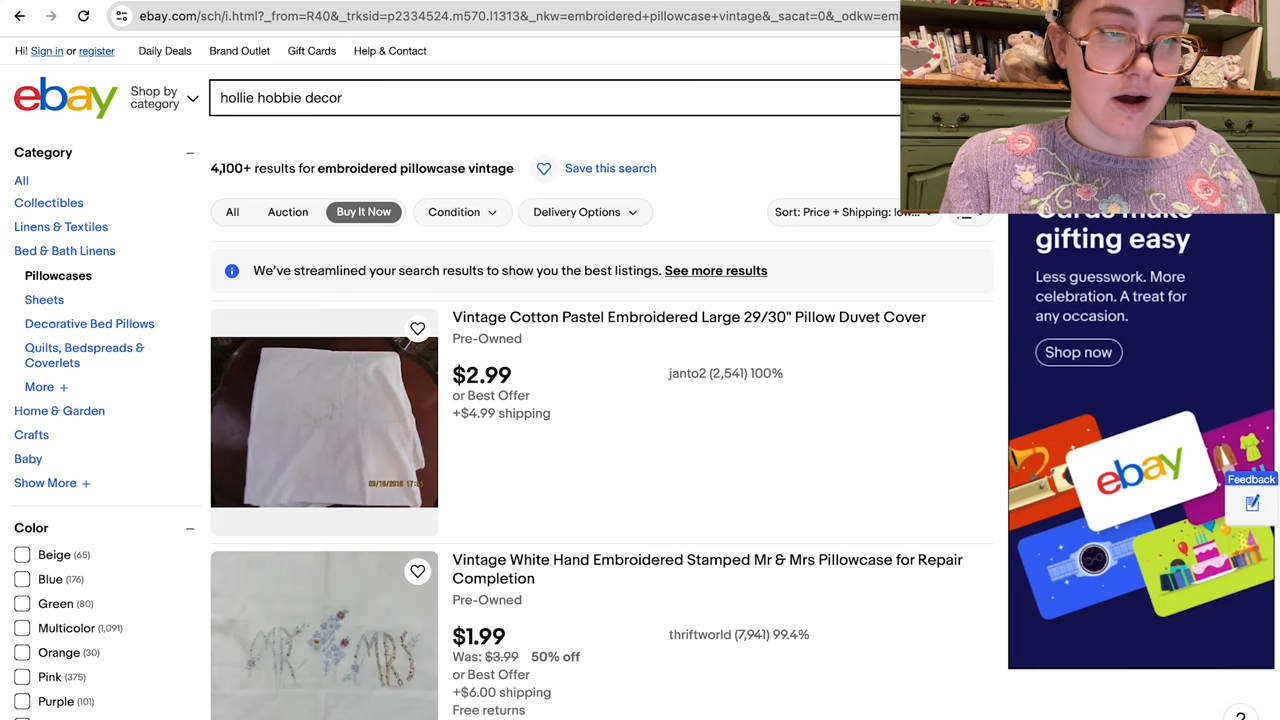 ebay.com/sch/i.html?_from=R40&_trksid=p2334524.m570.l1313&_nkw=embroidered+pillowcase+vintage&_sacat=0&_odkw=em
Hi! Sign in or register
Daily Deals
Brand Outlet
Gift Cards
Help & Contact
ebay
Shop by
category
hollie hobbie decor
Category
All
Collectibles
Linens & Textiles
Bed & Bath Linens
Pillowcases
Sheets
Decorative Bed Pillows
Quilts, Bedspreads &
Coverlets
More +
Home & Garden
Crafts
Baby
Show More +
Color
Beige (65)
Blue (176)
Green (80)
Multicolor (1,091)
Orange (30)
Pink (375)
Purple (101)
4,100+ results for embroidered pillowcase vintage
Save this search
All
Auction
Buy It Now
Condition
Delivery Options
Sort: Price + Shipping: low...
We've streamlined your search results to show you the best listings. See more results
Vintage Cotton Pastel Embroidered Large 29/30" Pillow Duvet Cover
Pre-Owned
$2.99
or Best Offer
+$4.99 shipping
janto2 (2,541) 100%
Vintage White Hand Embroidered Stamped Mr & Mrs Pillowcase for Repair
Completion
Pre-Owned
$1.99
Was: $3.99 50% off
or Best Offer
+$6.00 shipping
Free returns
thriftworld (7,941) 99.4%
MR MRS
gifting easy
Less guesswork. More
celebration. A treat for
any occasion.
Shop now
ebay
Feedback
?